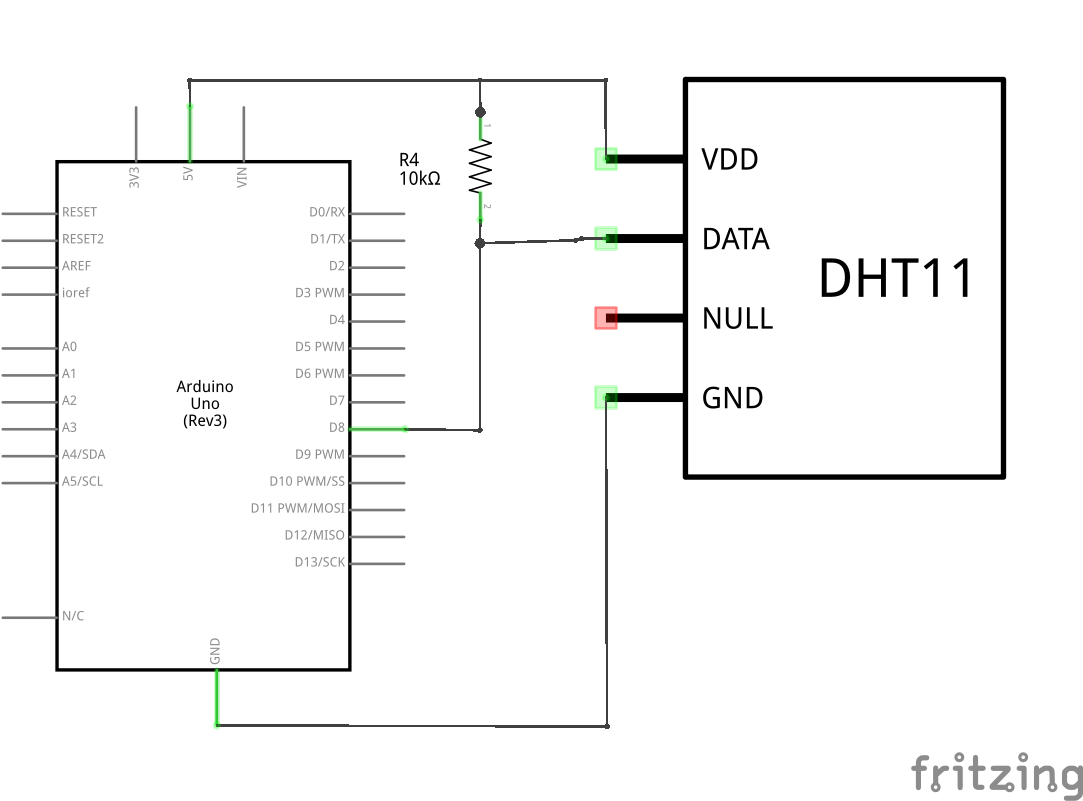 3V3
5V
VIN
RESET
RESET2
AREF
ioref
A0
A1
A2
A3
A4/SDA
A5/SCL
N/C
Arduino
Uno
(Rev3)
D0/RX
D1/TX
D2
D3 PWM
D4
D5 PWM
D6 PWM
D7
D8
D9 PWM
D10 PWM/SS
D11 PWM/MOSI
D12/MISO
D13/SCK
GND
R4
10kΩ
1
2
VDD
DATA
NULL
GND
DHT11
fritzing